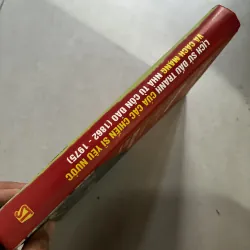 LỊCH SỬ ĐẤU TRANH CỦA CÁC CHIẾN SĨ YÊU NƯỚC
VÀ CÁCH MẠNG NHÀ TÙ CÔN ĐẢO (1862 - 1975)